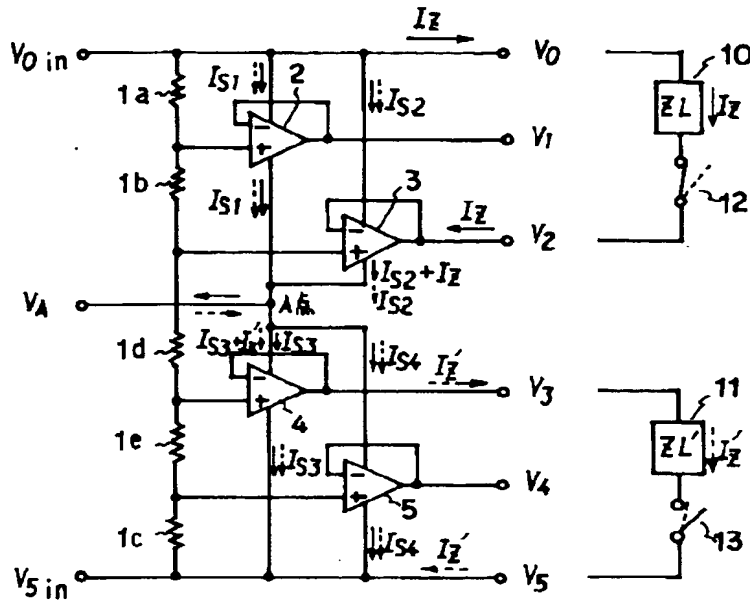 V0 in
IZ
V0
10
1a
IS1
2
IS2
ZL
IZ
−
+
V1
1b
IS1
3
12
−
+
IZ
V2
IS2+IZ
IS2
VA
A点
1d
IS3+IZ'
IS3
IS4
IZ'
−
+
V3
11
4
1e
IS3
ZL'
IZ'
−
+
V4
5
1c
13
IS4
IZ'
V5 in
V5